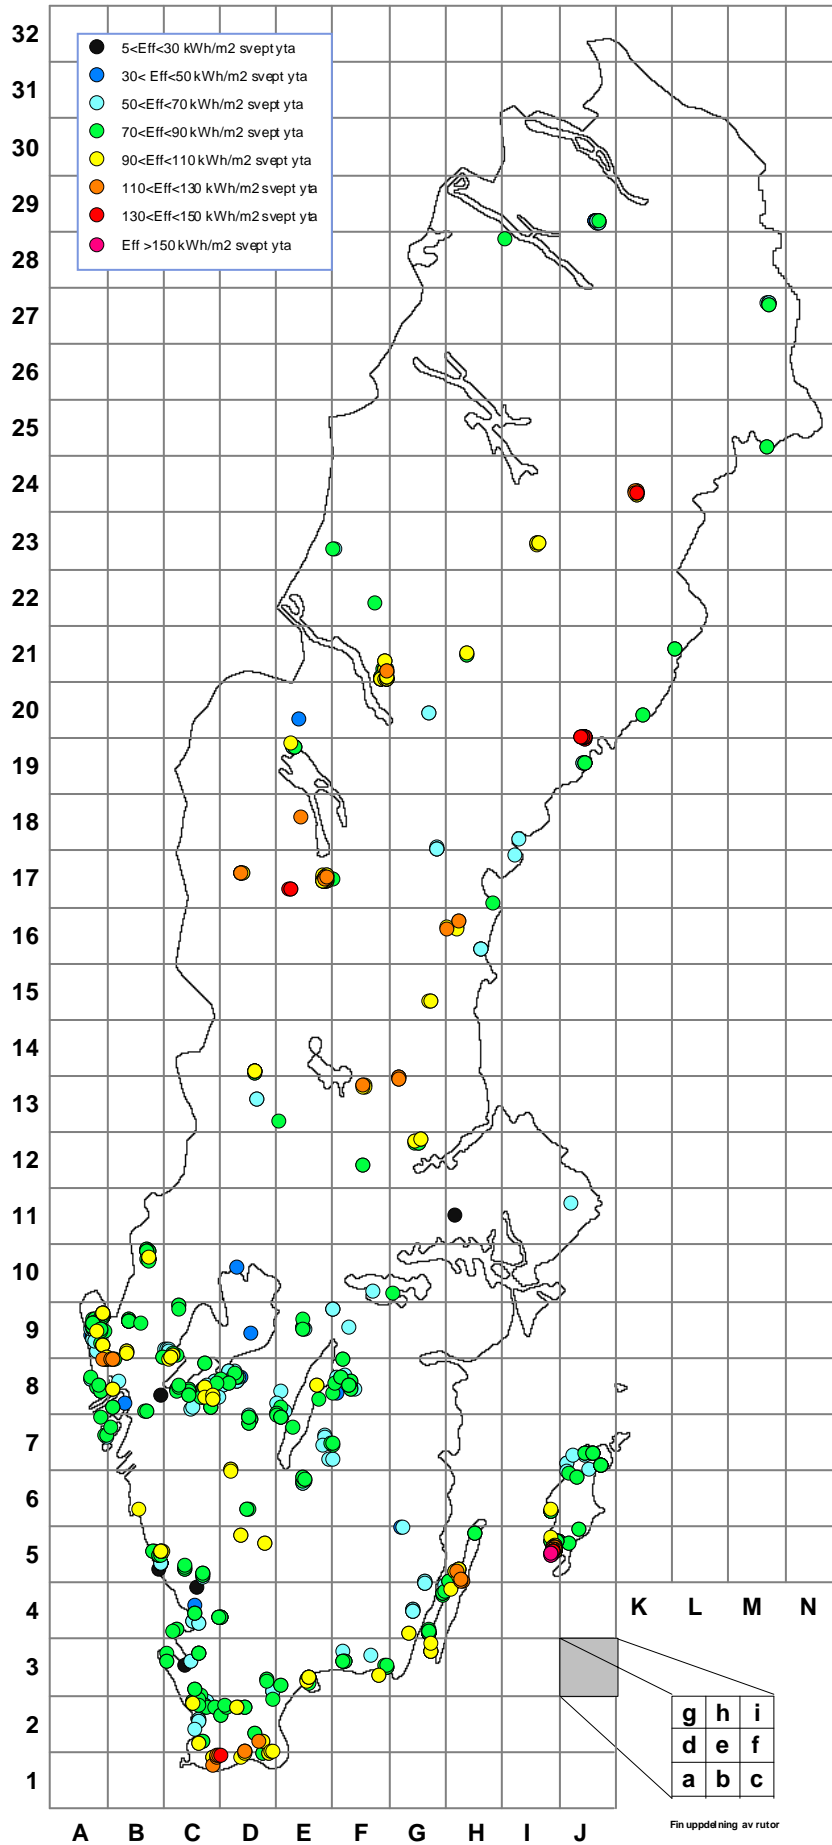 32
31
30
29
28
27
26
25
24
23
22
21
20
19
18
17
16
15
14
13
12
11
10
9
8
7
6
5
4
3
2
1
5<Eff<30 kWh/m2 svept yta
30< Eff<50 kWh/m2 svept yta
50<Eff<70 kWh/m2 svept yta
70<Eff<90 kWh/m2 svept yta
90<Eff<110 kWh/m2 svept yta
110<Eff<130 kWh/m2 svept yta
130<Eff<150 kWh/m2 svept yta
Eff >150 kWh/m2 svept yta
K L M N
g h i
d e f
a b c
Fin uppdelning av rutor
A B C D E F G H I J